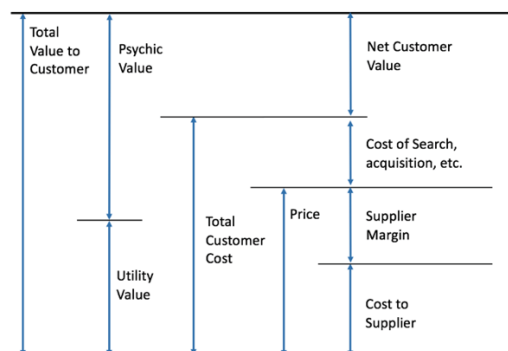 Total
Value to
Customer
Psychic
Value
Net Customer
Value
Cost of Search,
acquisition, etc.
Total
Customer
Cost
Price
Supplier
Margin
Utility
Value
Cost to
Supplier